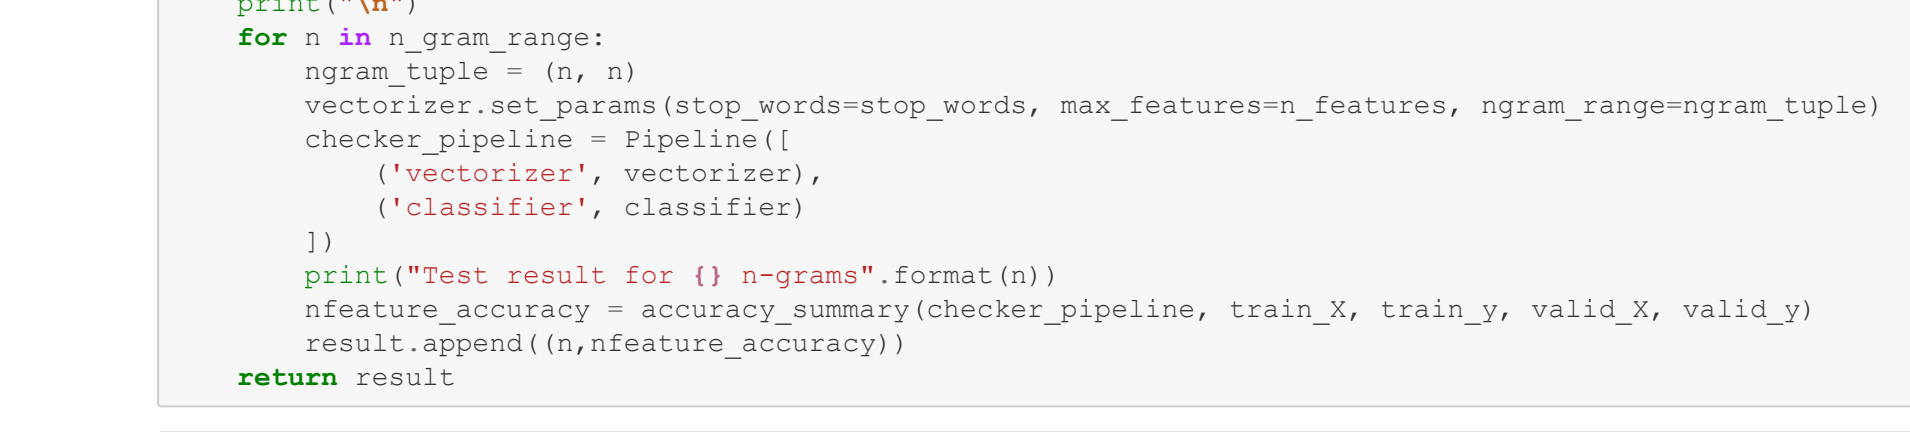 print("\n")
    for n in n_gram_range:
        ngram_tuple = (n, n)
        vectorizer.set_params(stop_words=stop_words, max_features=n_features, ngram_range=ngram_tuple)
        checker_pipeline = Pipeline([
            ('vectorizer', vectorizer),
            ('classifier', classifier)
        ])
        print("Test result for {} n-grams".format(n))
        nfeature_accuracy = accuracy_summary(checker_pipeline, train_X, train_y, valid_X, valid_y)
        result.append((n,nfeature_accuracy))
    return result